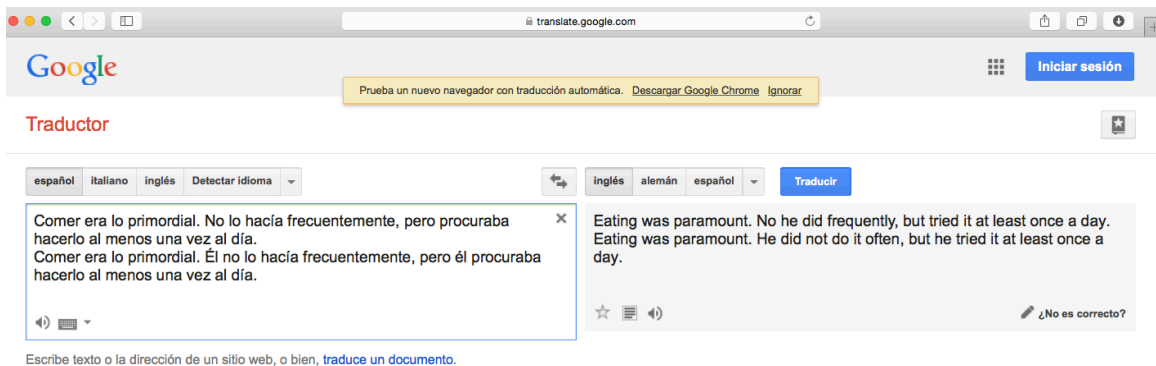 translate.google.com
Google
Iniciar sesión
Prueba un nuevo navegador con traducción automática. Descargar Google Chrome Ignorar
Traductor
español italiano inglés Detectar idioma
inglés alemán español Traducir
Comer era lo primordial. No lo hacía frecuentemente, pero procuraba
hacerlo al menos una vez al día.
Comer era lo primordial. Él no lo hacía frecuentemente, pero él procuraba
hacerlo al menos una vez al día.
Eating was paramount. No he did frequently, but tried it at least once a day.
Eating was paramount. He did not do it often, but he tried it at least once a
day.
¿No es correcto?
Escribe texto o la dirección de un sitio web, o bien, traduce un documento.